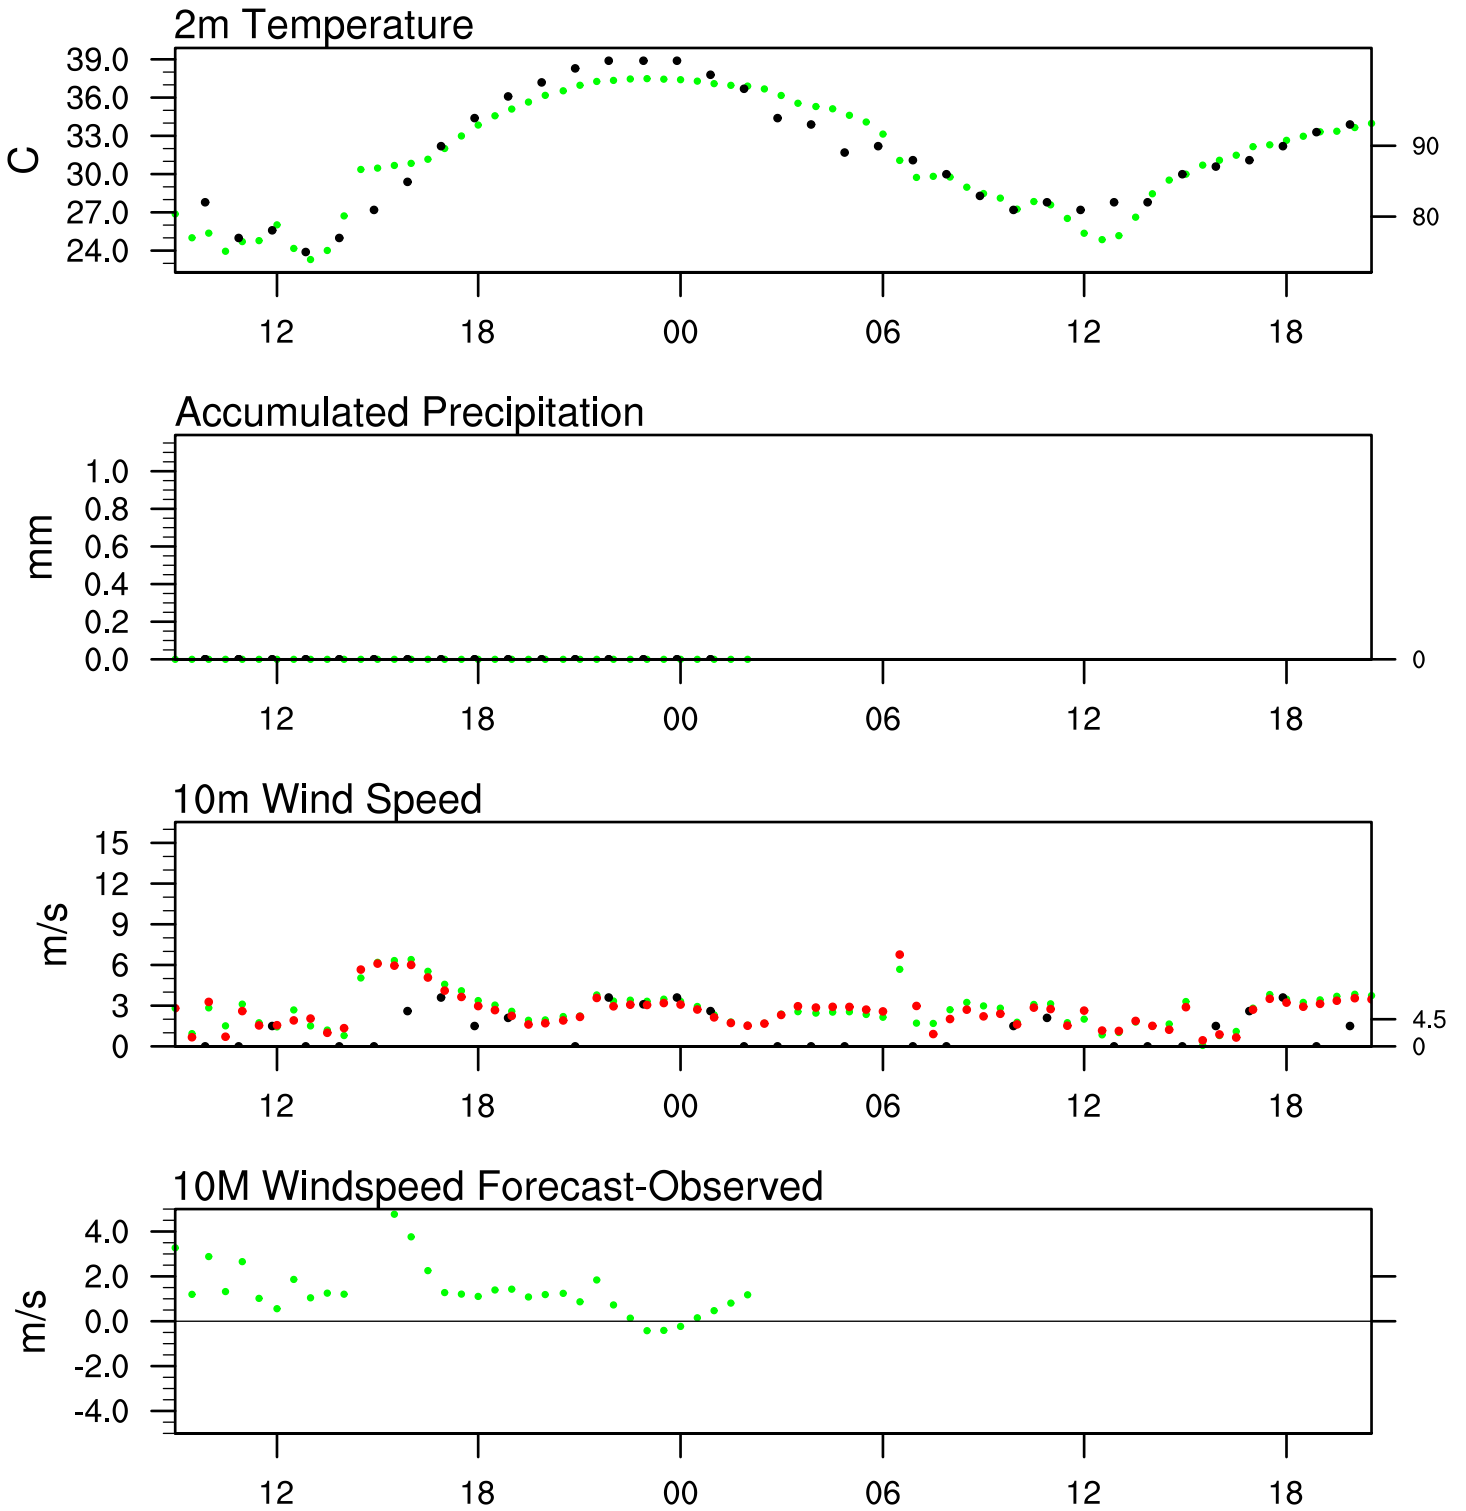 2m Temperature
39.0
36.0
33.0
30.0
27.0
24.0
C
90
80
12 18 00 06 12 18
Accumulated Precipitation
1.0
0.8
0.6
0.4
0.2
0.0
mm
0
12 18 00 06 12 18
10m Wind Speed
15
12
9
6
3
0
m/s
4.5
0
12 18 00 06 12 18
10M Windspeed Forecast-Observed
4.0
2.0
0.0
-2.0
-4.0
m/s
12 18 00 06 12 18